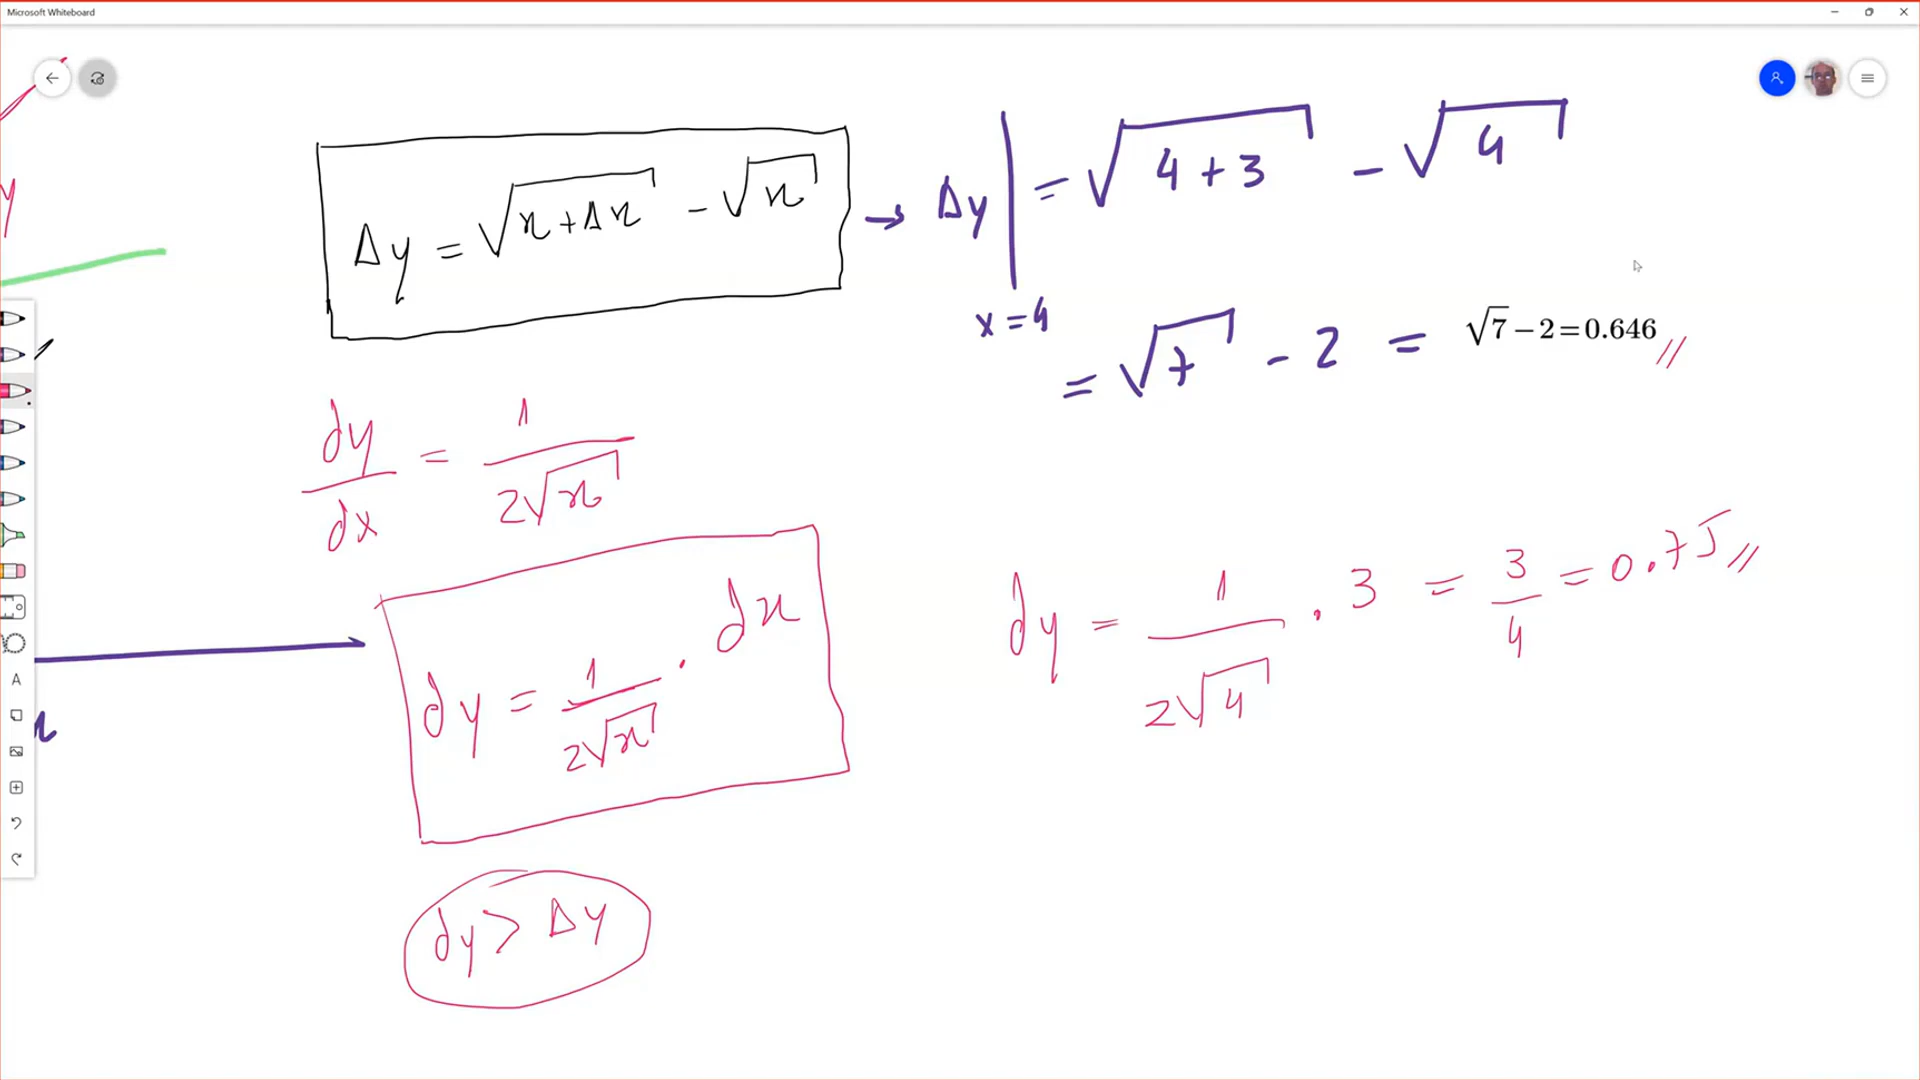 Microsoft Whiteboard
y
Δy = √(x+Δx) - √x → Δy | = √(4+3) - √4
x=4
= √7 - 2 = √7−2=0.646 //
dy/dx = 1/(2√x)
dy = 1/(2√x) . dx
dy = 1/(2√4) . 3 = 3/4 = 0.75 //
A
x
dy > Δy